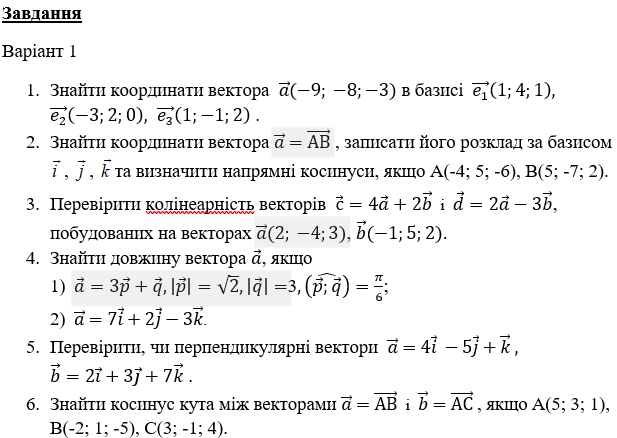 Завдання
Варіант 1
1. Знайти координати вектора $\vec{a}(-9; -8; -3)$ в базисі $\vec{e_1}(1; 4; 1)$,
$\vec{e_2}(-3; 2; 0)$, $\vec{e_3}(1; -1; 2)$ .
2. Знайти координати вектора $\vec{a} = \overrightarrow{AB}$ , записати його розклад за базисом
$\vec{i}$ , $\vec{j}$ , $\vec{k}$ та визначити напрямні косинуси, якщо А(-4; 5; -6), В(5; -7; 2).
3. Перевірити колінеарність векторів $\vec{c} = 4\vec{a} + 2\vec{b}$ і $\vec{d} = 2\vec{a} - 3\vec{b}$,
побудованих на векторах $\vec{a}(2; -4; 3)$, $\vec{b}(-1; 5; 2)$.
4. Знайти довжину вектора $\vec{a}$, якщо
1) $\vec{a} = 3\vec{p} + \vec{q}, |\vec{p}| = \sqrt{2}, |\vec{q}| =$3, $(\widehat{\vec{p}; \vec{q}}) = \frac{\pi}{6}$;
2) $\vec{a} = 7\vec{i} + 2\vec{j} - 3\vec{k}$.
5. Перевірити, чи перпендикулярні вектори $\vec{a} = 4\vec{i} - 5\vec{j} + \vec{k}$ ,
$\vec{b} = 2\vec{i} + 3\vec{j} + 7\vec{k}$ .
6. Знайти косинус кута між векторами $\vec{a} = \overrightarrow{AB}$ і $\vec{b} = \overrightarrow{AC}$ , якщо А(5; 3; 1),
В(-2; 1; -5), С(3; -1; 4).